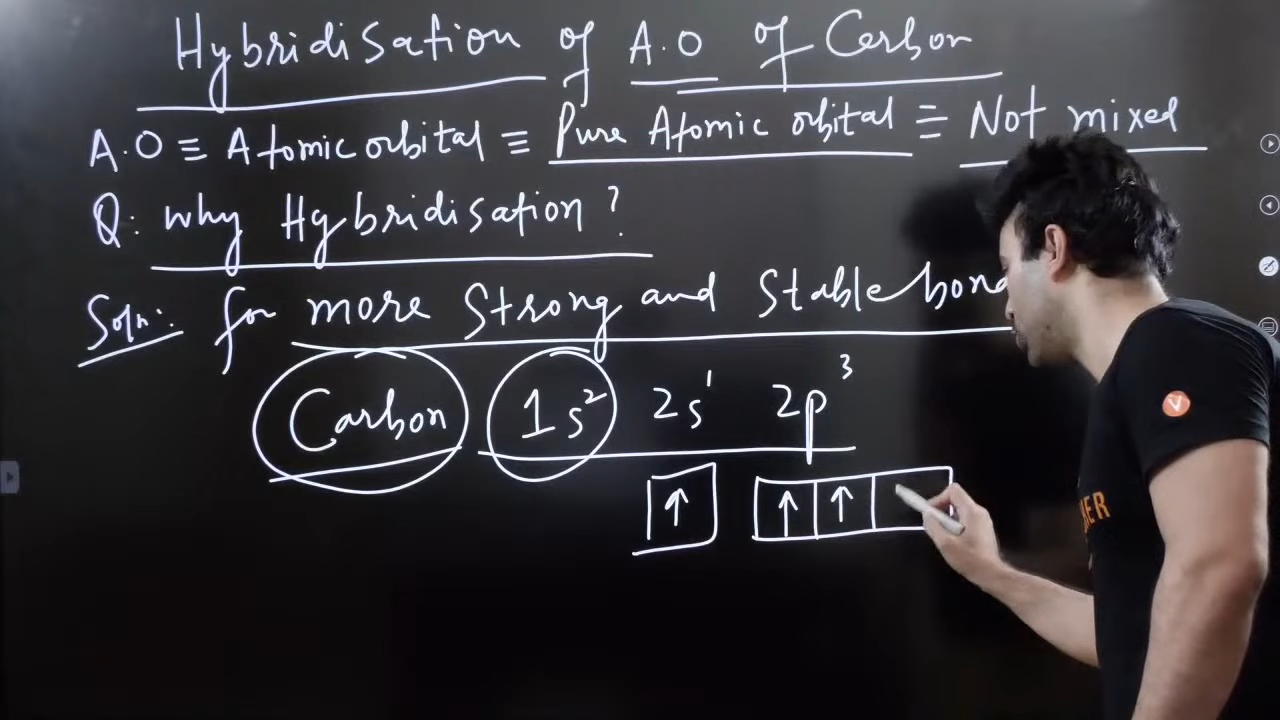 Hybridisation of A.O of Carbon
A.O ≡ Atomic orbital ≡ Pure Atomic orbital ≡ Not mixed
Q: why Hybridisation?
Soln: for more Strong and Stable bond
Carbon 1s² 2s¹ 2p³
↑ ↑ ↑
V